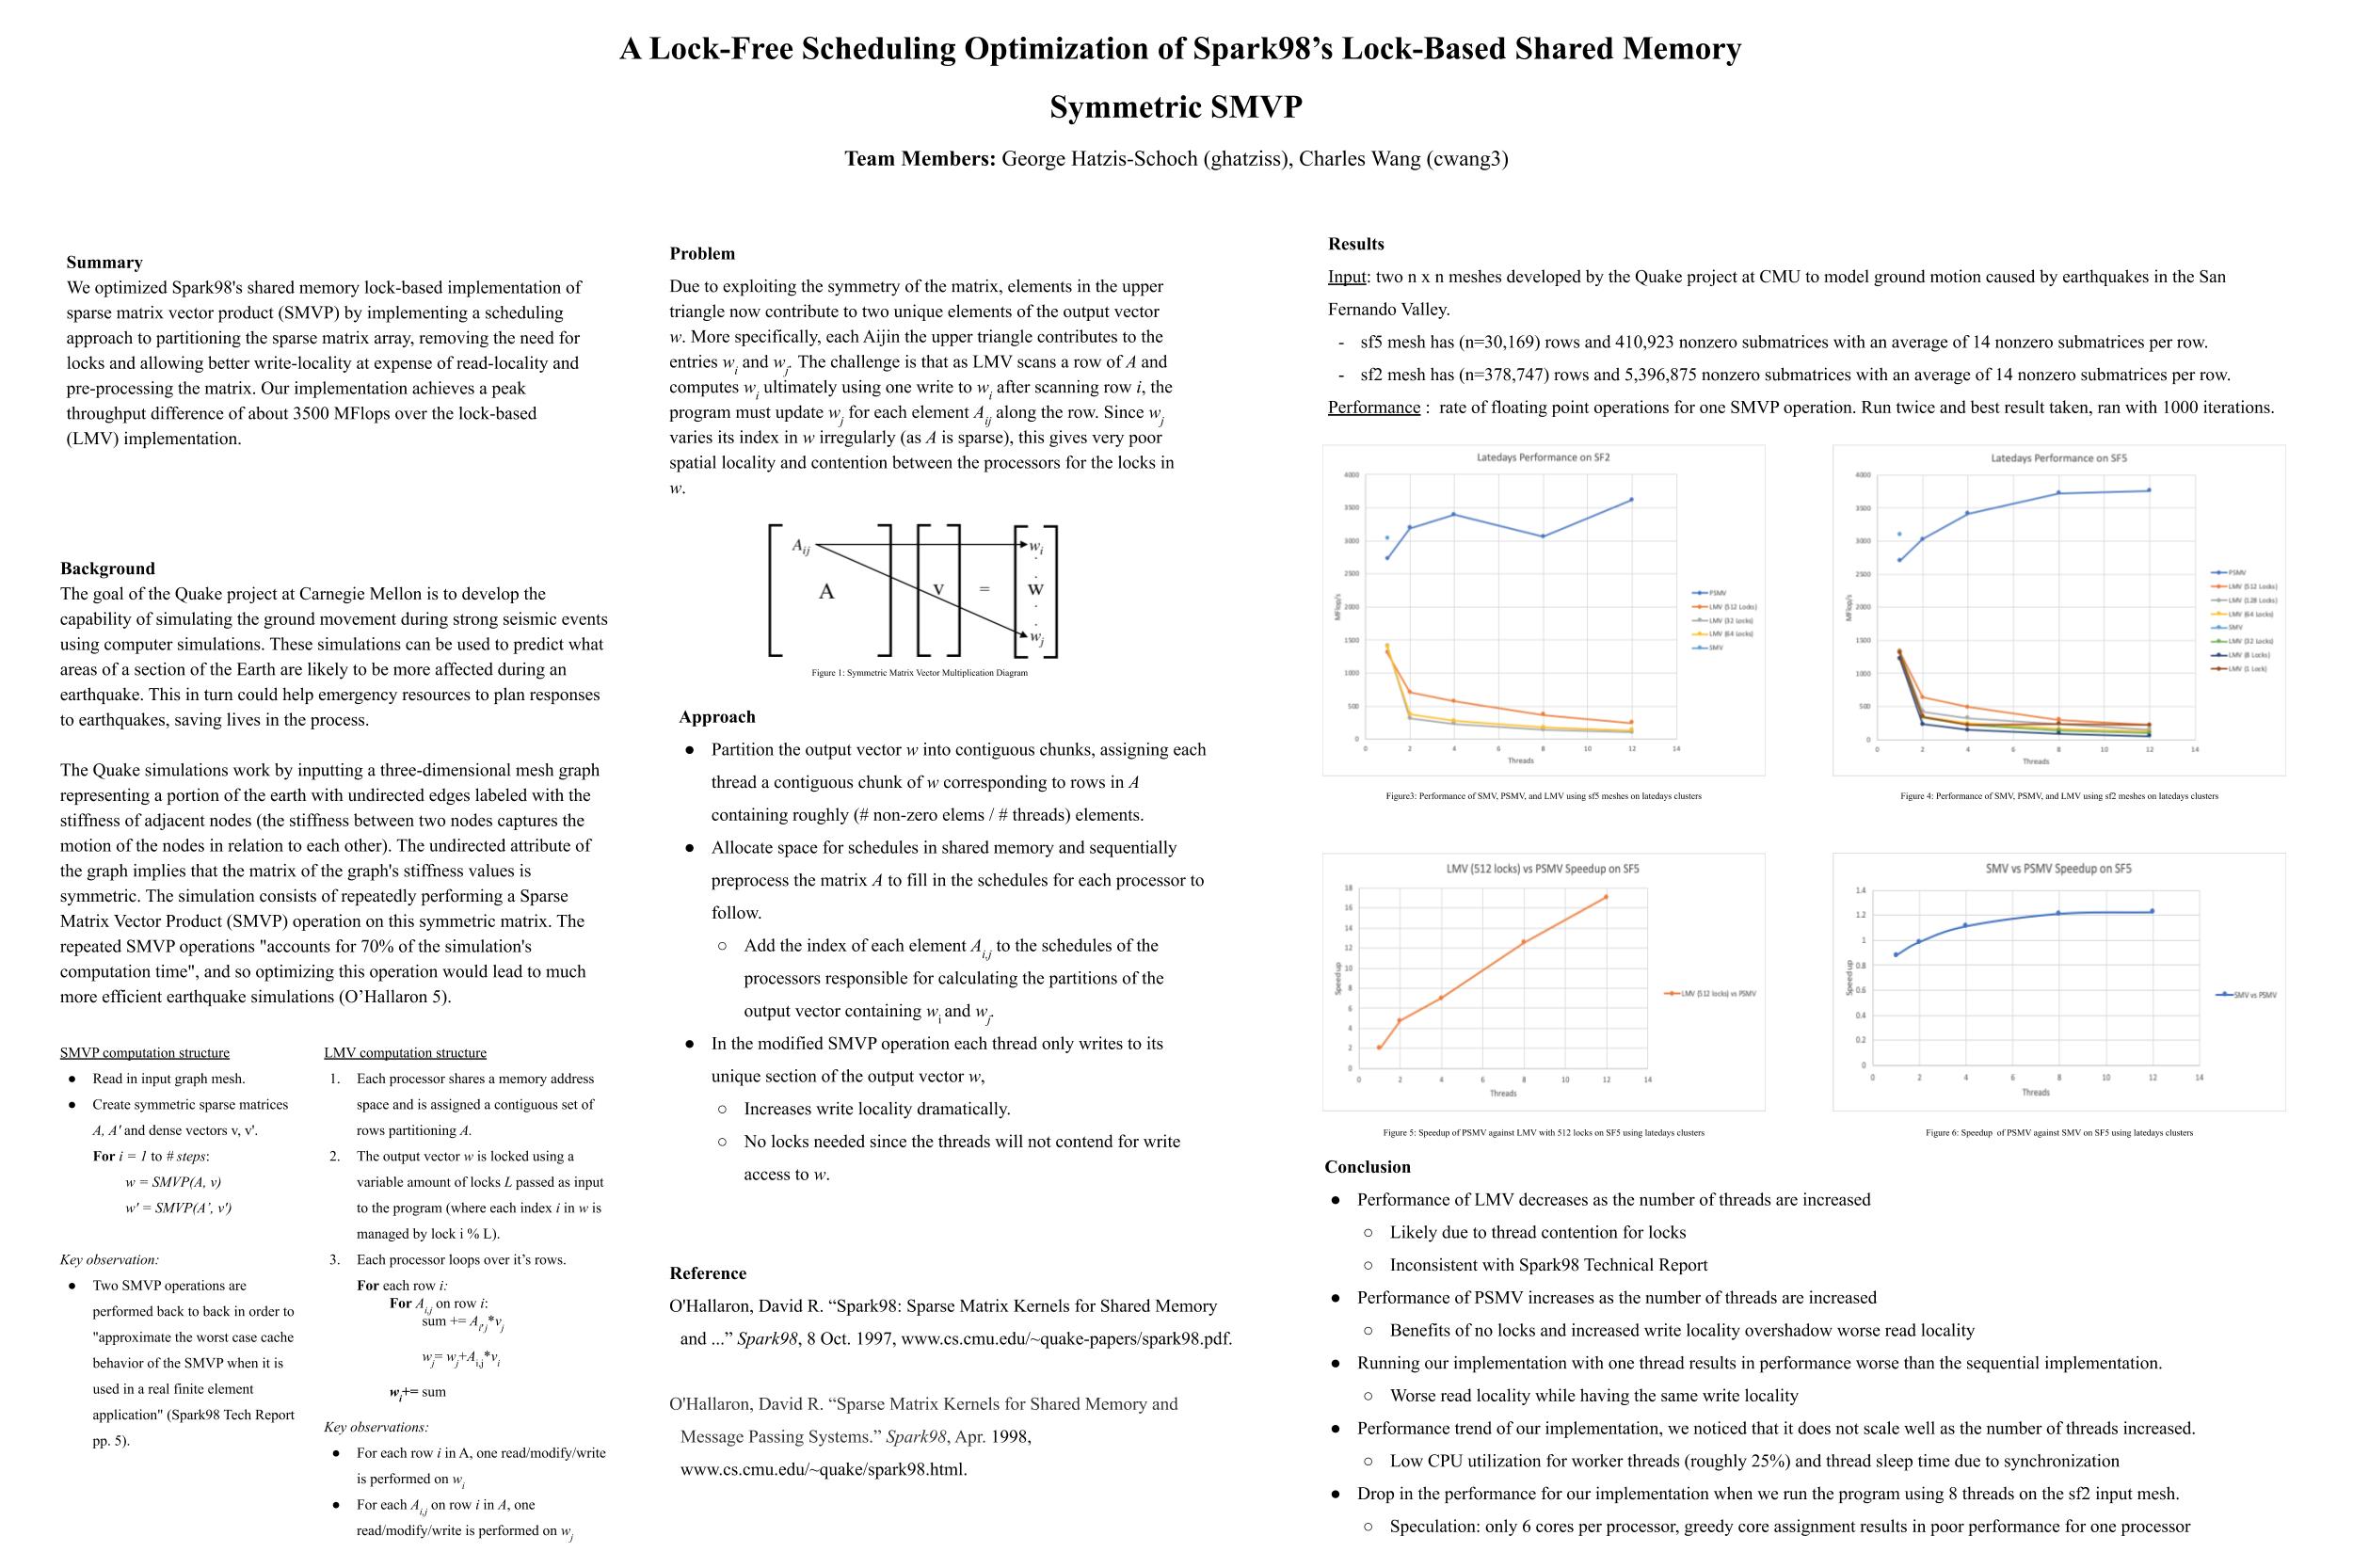 A Lock-Free Scheduling Optimization of Spark98’s Lock-Based Shared Memory
Symmetric SMVP
Team Members: George Hatzis-Schoch (ghatziss), Charles Wang (cwang3)
Summary
We optimized Spark98's shared memory lock-based implementation of
sparse matrix vector product (SMVP) by implementing a scheduling
approach to partitioning the sparse matrix array, removing the need for
locks and allowing better write-locality at expense of read-locality and
pre-processing the matrix. Our implementation achieves a peak
throughput difference of about 3500 MFlops over the lock-based
(LMV) implementation.
Background
The goal of the Quake project at Carnegie Mellon is to develop the
capability of simulating the ground movement during strong seismic events
using computer simulations. These simulations can be used to predict what
areas of a section of the Earth are likely to be more affected during an
earthquake. This in turn could help emergency resources to plan responses
to earthquakes, saving lives in the process.
The Quake simulations work by inputting a three-dimensional mesh graph
representing a portion of the earth with undirected edges labeled with the
stiffness of adjacent nodes (the stiffness between two nodes captures the
motion of the nodes in relation to each other). The undirected attribute of
the graph implies that the matrix of the graph's stiffness values is
symmetric. The simulation consists of repeatedly performing a Sparse
Matrix Vector Product (SMVP) operation on this symmetric matrix. The
repeated SMVP operations "accounts for 70% of the simulation's
computation time", and so optimizing this operation would lead to much
more efficient earthquake simulations (O’Hallaron 5).
SMVP computation structure
● Read in input graph mesh.
● Create symmetric sparse matrices
A, A' and dense vectors v, v'.
For i = 1 to # steps:
w = SMVP(A, v)
w' = SMVP(A', v')
Key observation:
● Two SMVP operations are
performed back to back in order to
"approximate the worst case cache
behavior of the SMVP when it is
used in a real finite element
application" (Spark98 Tech Report
pp. 5).
LMV computation structure
1. Each processor shares a memory address
space and is assigned a contiguous set of
rows partitioning A.
2. The output vector w is locked using a
variable amount of locks L passed as input
to the program (where each index i in w is
managed by lock i % L).
3. Each processor loops over it’s rows.
For each row i:
For Ai,j on row i:
sum += Ai,j*vj
wj= wj+Ai,j*vi
wi+= sum
Key observations:
● For each row i in A, one read/modify/write
is performed on wi
● For each Ai,j on row i in A, one
read/modify/write is performed on wj
Problem
Due to exploiting the symmetry of the matrix, elements in the upper
triangle now contribute to two unique elements of the output vector
w. More specifically, each Aijin the upper triangle contributes to the
entries wi and wj. The challenge is that as LMV scans a row of A and
computes wi ultimately using one write to wi after scanning row i, the
program must update wj for each element Aij along the row. Since wj
varies its index in w irregularly (as A is sparse), this gives very poor
spatial locality and contention between the processors for the locks in
w.
Aij A v = wi . . w . . wj
Figure 1: Symmetric Matrix Vector Multiplication Diagram
Approach
● Partition the output vector w into contiguous chunks, assigning each
thread a contiguous chunk of w corresponding to rows in A
containing roughly (# non-zero elems / # threads) elements.
● Allocate space for schedules in shared memory and sequentially
preprocess the matrix A to fill in the schedules for each processor to
follow.
○ Add the index of each element Ai,j to the schedules of the
processors responsible for calculating the partitions of the
output vector containing wi and wj.
● In the modified SMVP operation each thread only writes to its
unique section of the output vector w,
○ Increases write locality dramatically.
○ No locks needed since the threads will not contend for write
access to w.
Reference
O'Hallaron, David R. “Spark98: Sparse Matrix Kernels for Shared Memory
and ...” Spark98, 8 Oct. 1997, www.cs.cmu.edu/~quake-papers/spark98.pdf.
O'Hallaron, David R. “Sparse Matrix Kernels for Shared Memory and
Message Passing Systems.” Spark98, Apr. 1998,
www.cs.cmu.edu/~quake/spark98.html.
Results
Input: two n x n meshes developed by the Quake project at CMU to model ground motion caused by earthquakes in the San
Fernando Valley.
- sf5 mesh has (n=30,169) rows and 410,923 nonzero submatrices with an average of 14 nonzero submatrices per row.
- sf2 mesh has (n=378,747) rows and 5,396,875 nonzero submatrices with an average of 14 nonzero submatrices per row.
Performance : rate of floating point operations for one SMVP operation. Run twice and best result taken, ran with 1000 iterations.
Latedays Performance on SF2
4000
3500
3000
2500
2000
1500
1000
500
0
MFlop/s
0 2 4 6 8 10 12 14
Threads
PSMV
LMV (512 Locks)
LMV (32 Locks)
LMV (64 Locks)
SMV
Figure3: Performance of SMV, PSMV, and LMV using sf5 meshes on latedays clusters
Latedays Performance on SF5
4000
3500
3000
2500
2000
1500
1000
500
0
MFlop/s
0 2 4 6 8 10 12 14
Threads
PSMV
LMV (512 Locks)
LMV (128 Locks)
LMV (64 Locks)
SMV
LMV (32 Locks)
LMV (8 Locks)
LMV (1 Lock)
Figure 4: Performance of SMV, PSMV, and LMV using sf2 meshes on latedays clusters
LMV (512 locks) vs PSMV Speedup on SF5
18
16
14
12
10
8
6
4
2
0
Speedup
0 2 4 6 8 10 12 14
Threads
LMV (512 locks) vs PSMV
Figure 5: Speedup of PSMV against LMV with 512 locks on SF5 using latedays clusters
SMV vs PSMV Speedup on SF5
1.4
1.2
1
0.8
0.6
0.4
0.2
0
Speedup
0 2 4 6 8 10 12 14
Threads
SMV vs PSMV
Figure 6: Speedup of PSMV against SMV on SF5 using latedays clusters
Conclusion
● Performance of LMV decreases as the number of threads are increased
○ Likely due to thread contention for locks
○ Inconsistent with Spark98 Technical Report
● Performance of PSMV increases as the number of threads are increased
○ Benefits of no locks and increased write locality overshadow worse read locality
● Running our implementation with one thread results in performance worse than the sequential implementation.
○ Worse read locality while having the same write locality
● Performance trend of our implementation, we noticed that it does not scale well as the number of threads increased.
○ Low CPU utilization for worker threads (roughly 25%) and thread sleep time due to synchronization
● Drop in the performance for our implementation when we run the program using 8 threads on the sf2 input mesh.
○ Speculation: only 6 cores per processor, greedy core assignment results in poor performance for one processor